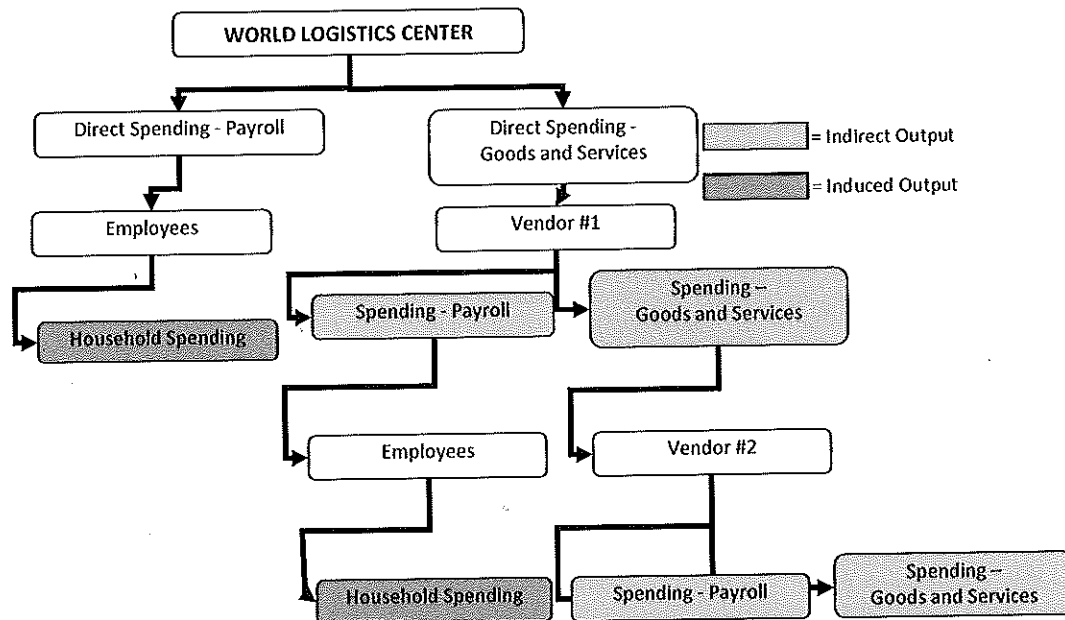 WORLD LOGISTICS CENTER
Direct Spending - Payroll
Direct Spending -
Goods and Services
= Indirect Output
= Induced Output
Employees
Vendor #1
Spending - Payroll
Spending –
Goods and Services
Household Spending
Employees
Vendor #2
Household Spending
Spending - Payroll
Spending –
Goods and Services